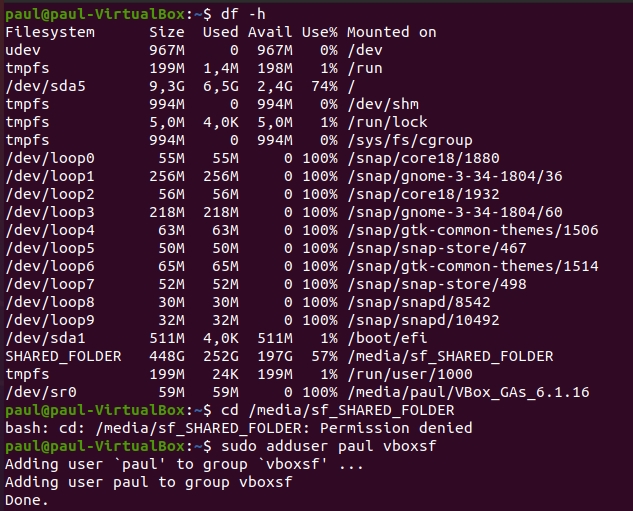 paul@paul-VirtualBox:~$ df -h
Filesystem      Size  Used Avail Use% Mounted on
udev            967M     0  967M   0% /dev
tmpfs           199M  1,4M  198M   1% /run
/dev/sda5       9,3G  6,5G  2,4G  74% /
tmpfs           994M     0  994M   0% /dev/shm
tmpfs           5,0M  4,0K  5,0M   1% /run/lock
tmpfs           994M     0  994M   0% /sys/fs/cgroup
/dev/loop0       55M   55M     0 100% /snap/core18/1880
/dev/loop1      256M  256M     0 100% /snap/gnome-3-34-1804/36
/dev/loop2       56M   56M     0 100% /snap/core18/1932
/dev/loop3      218M  218M     0 100% /snap/gnome-3-34-1804/60
/dev/loop4       63M   63M     0 100% /snap/gtk-common-themes/1506
/dev/loop5       50M   50M     0 100% /snap/snap-store/467
/dev/loop6       65M   65M     0 100% /snap/gtk-common-themes/1514
/dev/loop7       52M   52M     0 100% /snap/snap-store/498
/dev/loop8       30M   30M     0 100% /snap/snapd/8542
/dev/loop9       32M   32M     0 100% /snap/snapd/10492
/dev/sda1       511M  4,0K  511M   1% /boot/efi
SHARED_FOLDER   448G  252G  197G  57% /media/sf_SHARED_FOLDER
tmpfs           199M   24K  199M   1% /run/user/1000
/dev/sr0         59M   59M     0 100% /media/paul/VBox_GAs_6.1.16
paul@paul-VirtualBox:~$ cd /media/sf_SHARED_FOLDER
bash: cd: /media/sf_SHARED_FOLDER: Permission denied
paul@paul-VirtualBox:~$ sudo adduser paul vboxsf
Adding user `paul' to group `vboxsf' ...
Adding user paul to group vboxsf
Done.